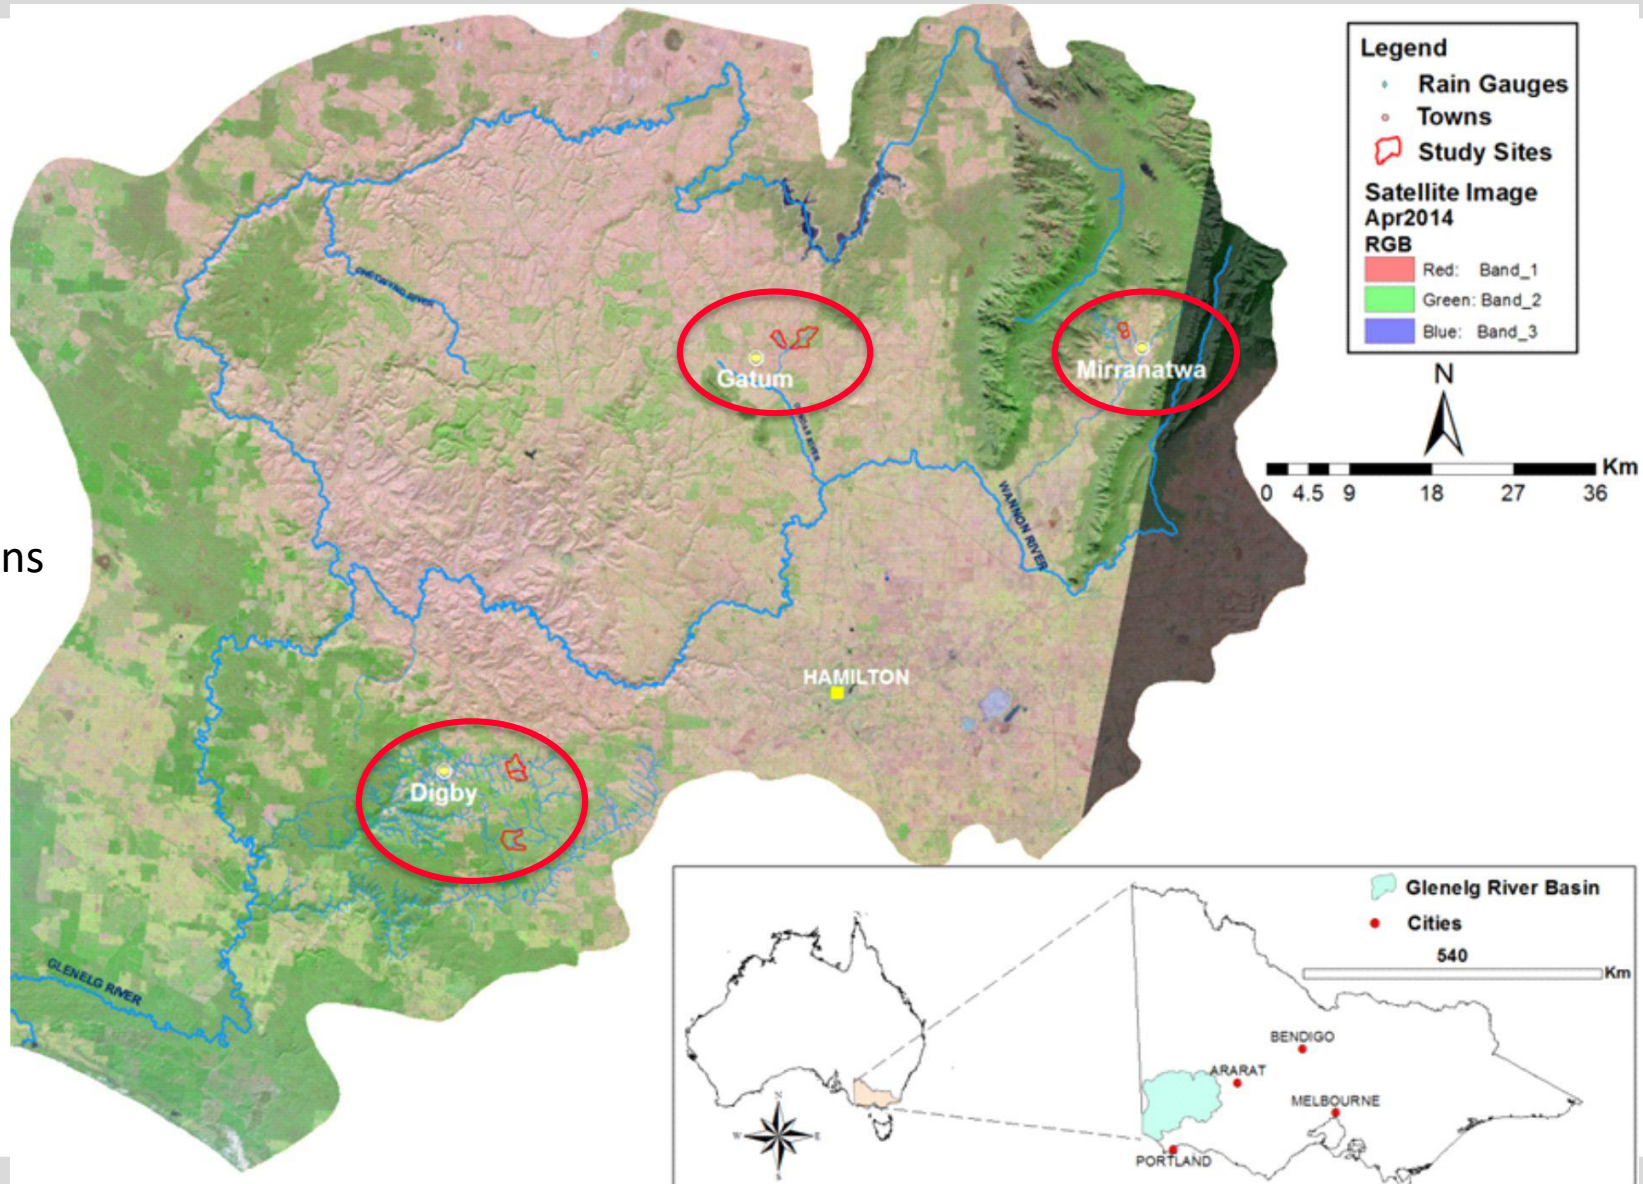 Legend
Rain Gauges
Towns
Study Sites
Satellite Image
Apr2014
RGB
Red: Band_1
Green: Band_2
Blue: Band_3
N
Km
0 4.5 9 18 27 36
Gatum
Mirranatwa
WANNON RIVER
ns
HAMILTON
Digby
GLENELG RIVER
Glenelg River Basin
Cities
540
Km
BENDIGO
ARARAT
MELBOURNE
PORTLAND
N
W E
S